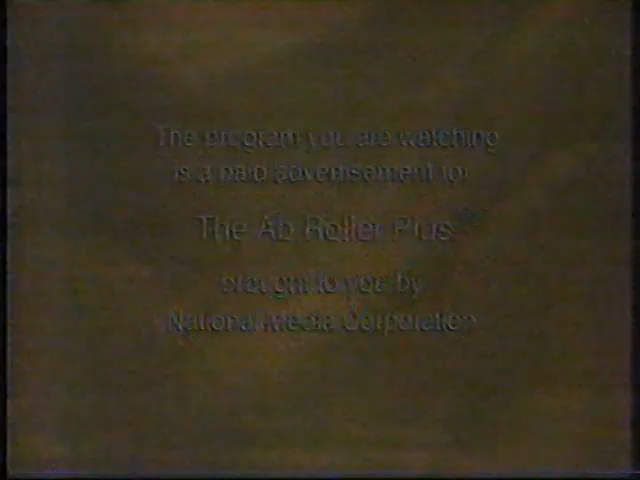 The program you are watching
is a paid advertisement for
The Ab Roller Plus
brought to you by
National Media Corporation